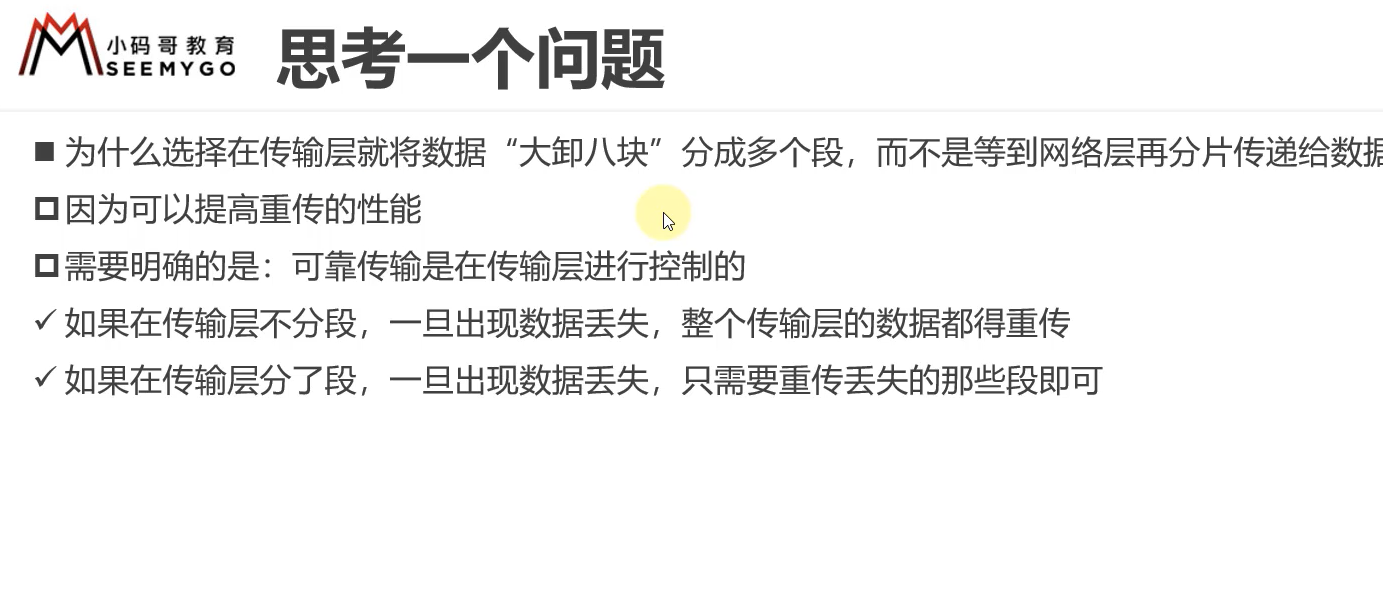 小码哥教育
SEEMYGO
思考一个问题
为什么选择在传输层就将数据“大卸八块”分成多个段，而不是等到网络层再分片传递给数
因为可以提高重传的性能
需要明确的是：可靠传输是在传输层进行控制的
如果在传输层不分段，一旦出现数据丢失，整个传输层的数据都得重传
如果在传输层分了段，一旦出现数据丢失，只需要重传丢失的那些段即可